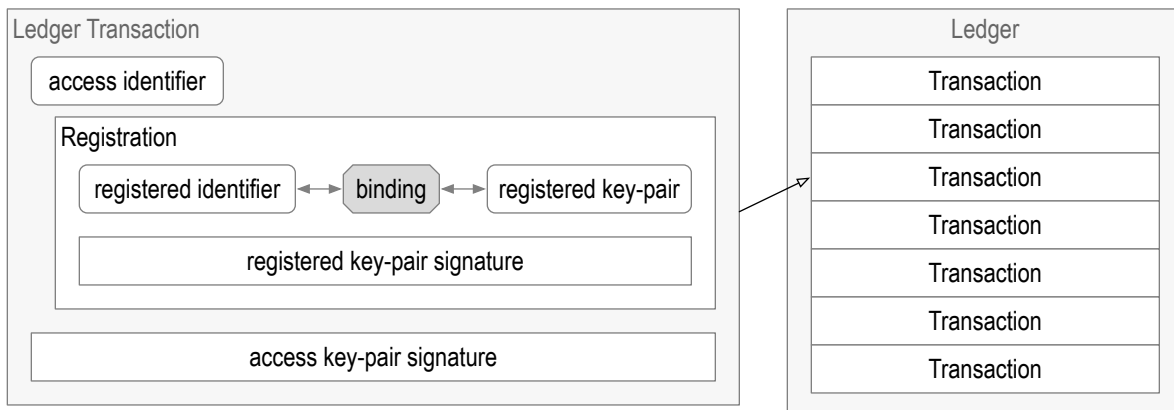 Ledger Transaction
access identifier
Registration
registered identifier
binding
registered key-pair
registered key-pair signature
access key-pair signature
Ledger
Transaction
Transaction
Transaction
Transaction
Transaction
Transaction
Transaction